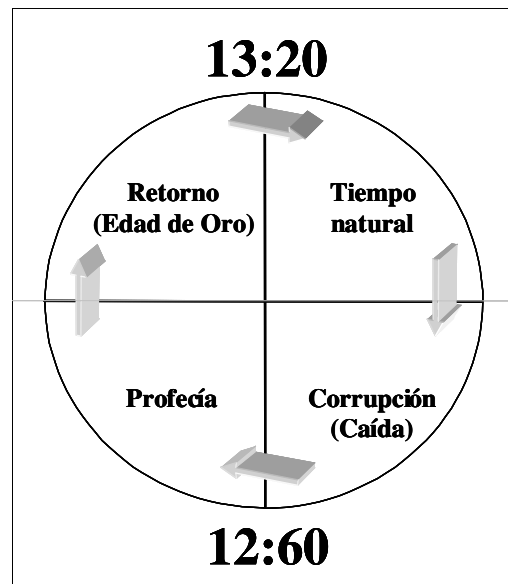 13:20
Retorno
(Edad de Oro)
Tiempo
natural
Profecía
Corrupción
(Caída)
12:60